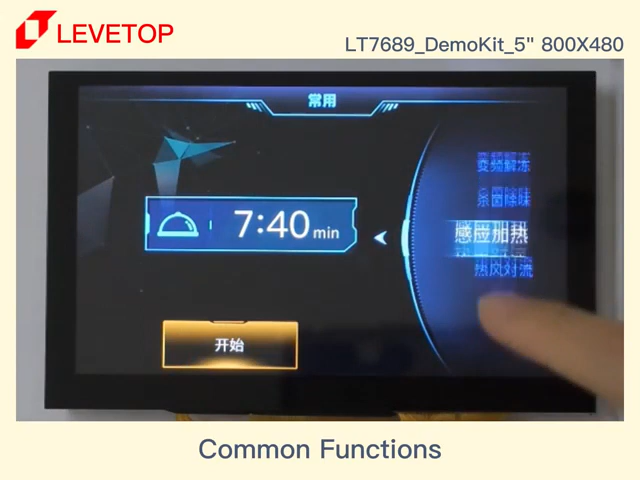 LEVETOP
LT7689_DemoKit_5" 800X480
常用
变频解冻
杀菌除味
感应加热
热风对流
7:40 min
开始
Common Functions